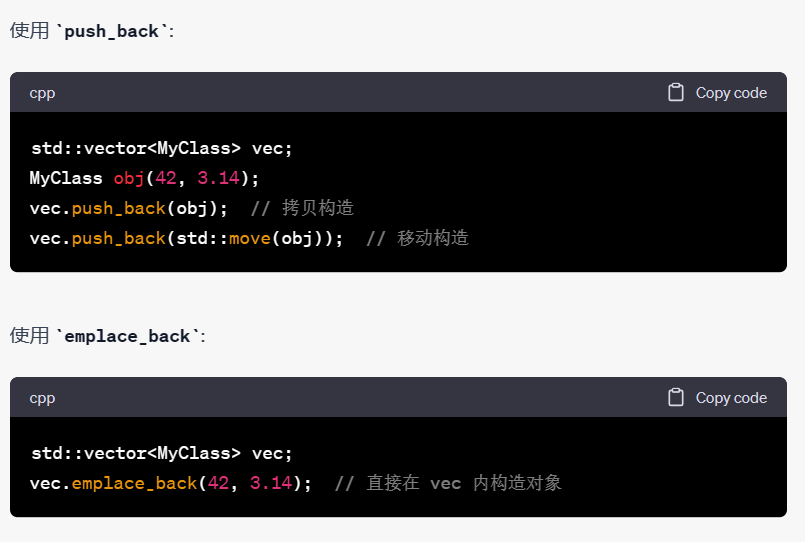 使用 `push_back`:
cpp
Copy code
std::vector<MyClass> vec;
MyClass obj(42, 3.14);
vec.push_back(obj);  // 拷贝构造
vec.push_back(std::move(obj));  // 移动构造
使用 `emplace_back`:
cpp
Copy code
std::vector<MyClass> vec;
vec.emplace_back(42, 3.14);  // 直接在 vec 内构造对象